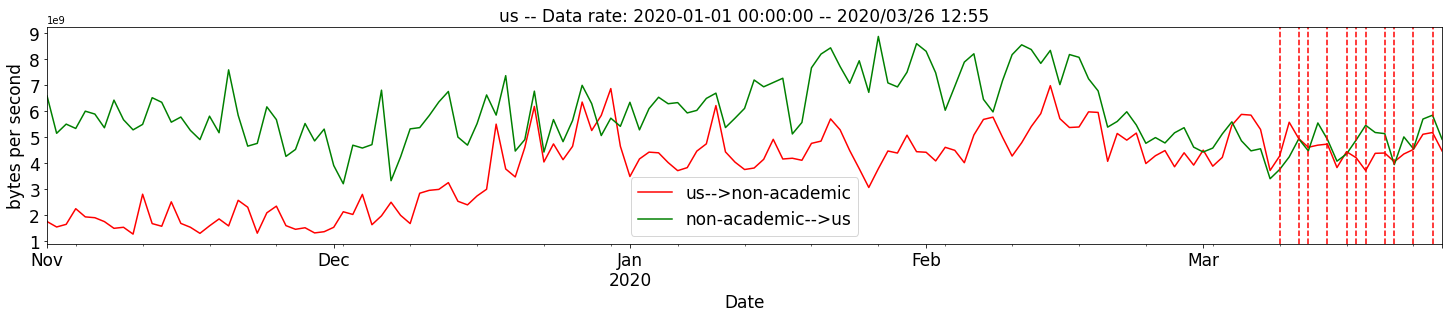 us -- Data rate: 2020-01-01 00:00:00 -- 2020/03/26 12:55
1e9
9
8
7
6
5
4
3
2
1
bytes per second
us-->non-academic
non-academic-->us
Nov Dec Jan Feb Mar
2020
Date